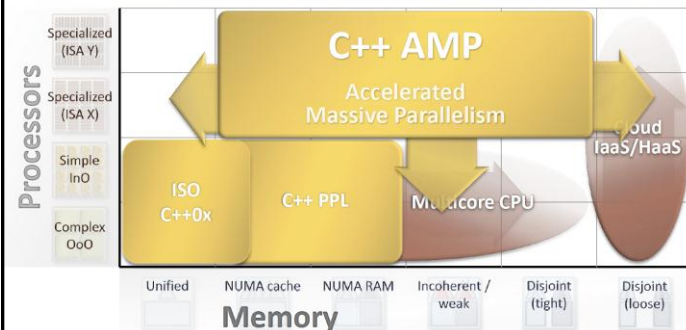 Processors
Specialized
(ISA Y)
Specialized
(ISA X)
Simple
InO
Complex
OoO
C++ AMP
Accelerated
Massive Parallelism
Cloud
IaaS/HaaS
ISO
C++0x
C++ PPL
Multicore CPU
Unified
NUMA cache
NUMA RAM
Incoherent /
weak
Disjoint
(tight)
Disjoint
(loose)
Memory